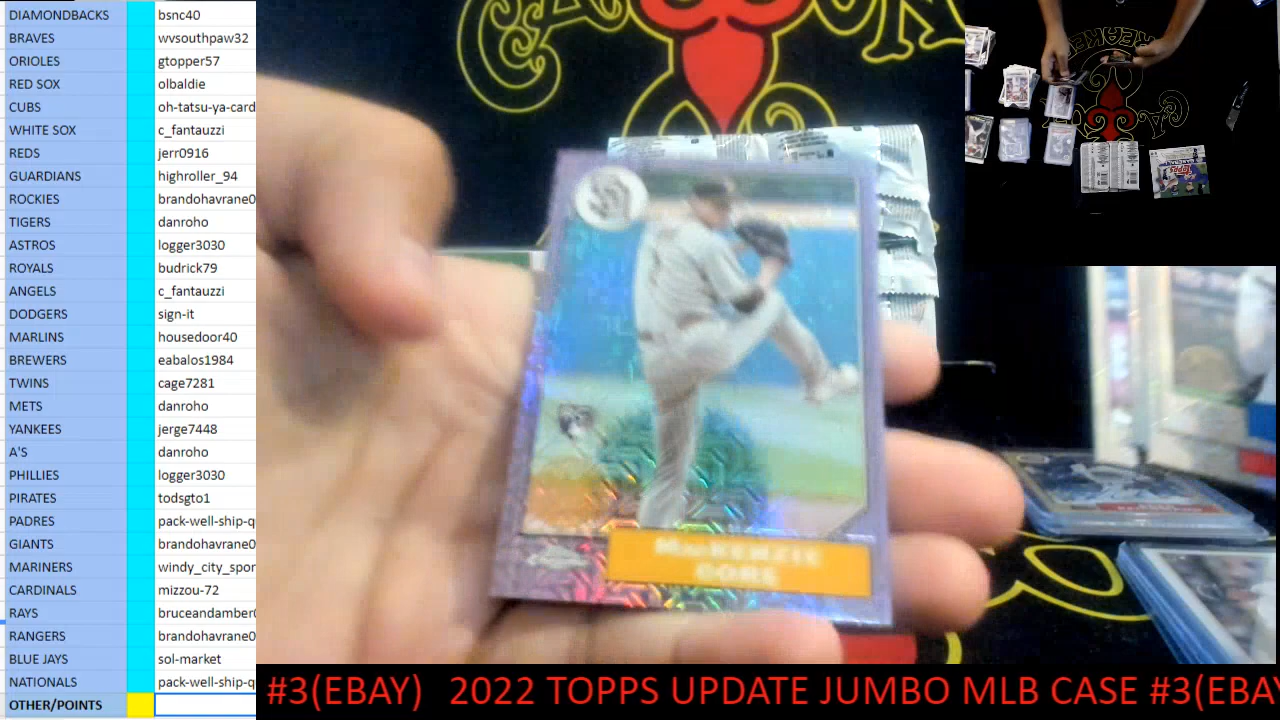 DIAMONDBACKS bsnc40
BRAVES wvsouthpaw32
ORIOLES gtopper57
RED SOX olbaldie
CUBS oh-tatsu-ya-card
WHITE SOX c_fantauzzi
REDS jerr0916
GUARDIANS highroller_94
ROCKIES brandohavrane0
TIGERS danroho
ASTROS logger3030
ROYALS budrick79
ANGELS c_fantauzzi
DODGERS sign-it
MARLINS housedoor40
BREWERS eabalos1984
TWINS cage7281
METS danroho
YANKEES jerge7448
A'S danroho
PHILLIES logger3030
PIRATES todsgto1
PADRES pack-well-ship-q
GIANTS brandohavrane0
MARINERS windy_city_spor
CARDINALS mizzou-72
RAYS bruceandamber
RANGERS brandohavrane0
BLUE JAYS sol-market
NATIONALS pack-well-ship-q
OTHER/POINTS
MACKENZIE
GORE
TOPPS
#3(EBAY) 2022 TOPPS UPDATE JUMBO MLB CASE #3(EBAY